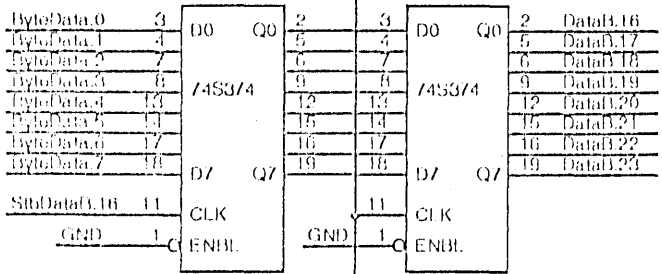 ByteData.0 3 D0 Q0 2 3 D0 Q0 2 DataB.16
ByteData.1 4 5 4 5 DataB.17
ByteData.2 7 6 7 6 DataB.18
ByteData.3 8 74S374 9 8 74S374 9 DataB.19
ByteData.4 13 12 13 12 DataB.20
ByteData.5 14 15 14 15 DataB.21
ByteData.6 17 16 17 16 DataB.22
ByteData.7 18 D7 Q7 19 18 D7 Q7 19 DataB.23
StbDataB.16 11 CLK 11 CLK
GND 1 ENBL GND 1 ENBL